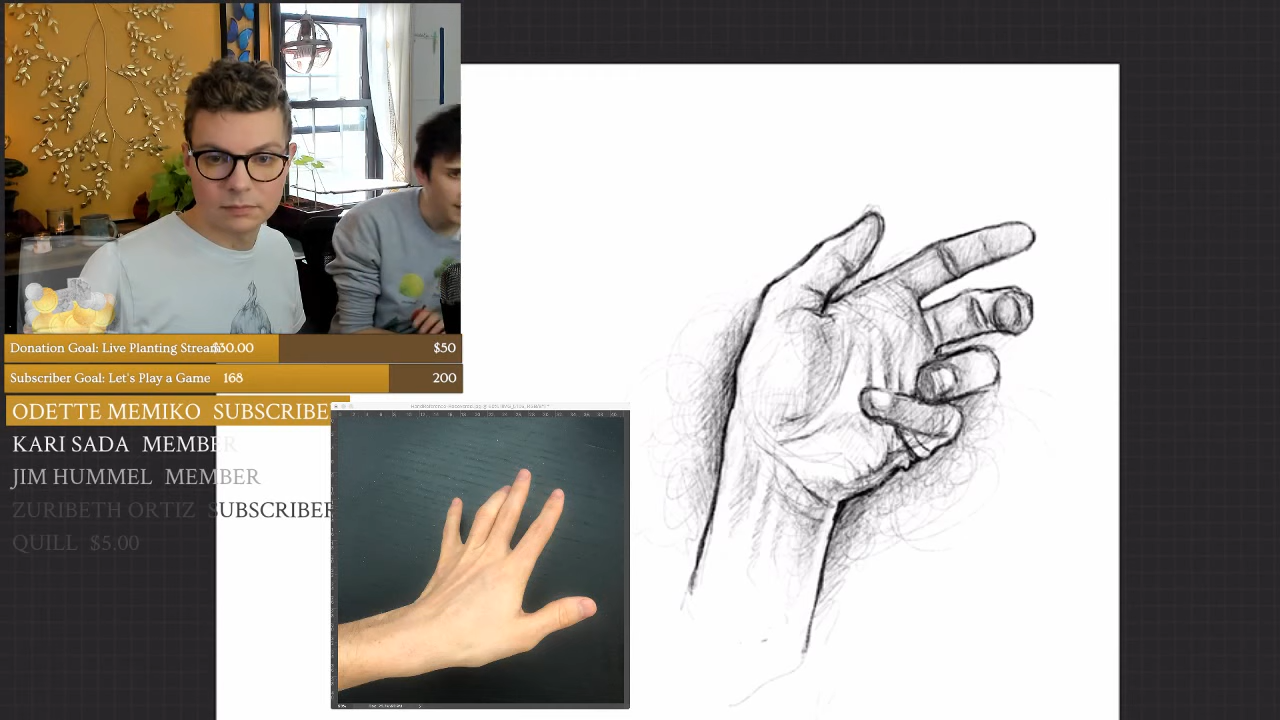 Donation Goal: Live Planting Stream $30.00 $50
Subscriber Goal: Let's Play a Game 168 200
ODETTE MEMIKO SUBSCRIBE
KARI SADA MEMBER
JIM HUMMEL MEMBER
ZURIBETH ORTIZ SUBSCRIBER
QUILL $5.00